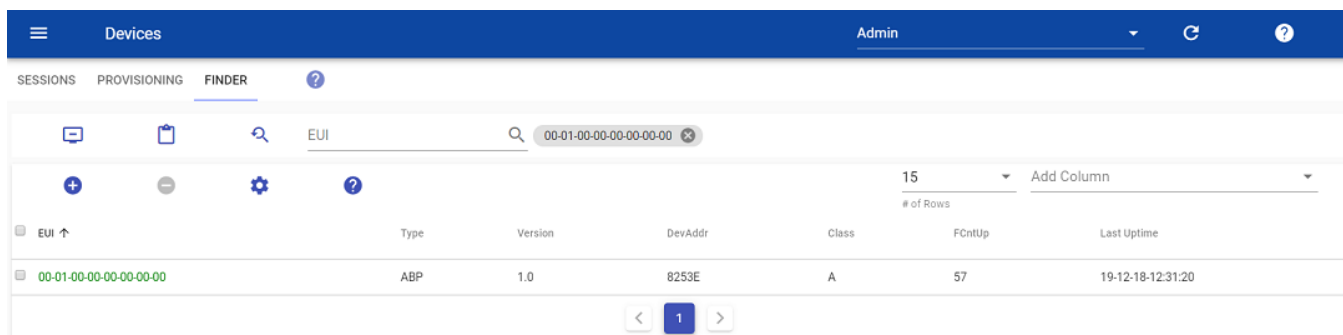 Devices Admin ?
SESSIONS PROVISIONING FINDER ?
EUI 00-01-00-00-00-00-00-00
? 15 Add Column
# of Rows
EUI Type Version DevAddr Class FCntUp Last Uptime
00-01-00-00-00-00-00-00 ABP 1.0 8253E A 57 19-12-18-12:31:20
< 1 >